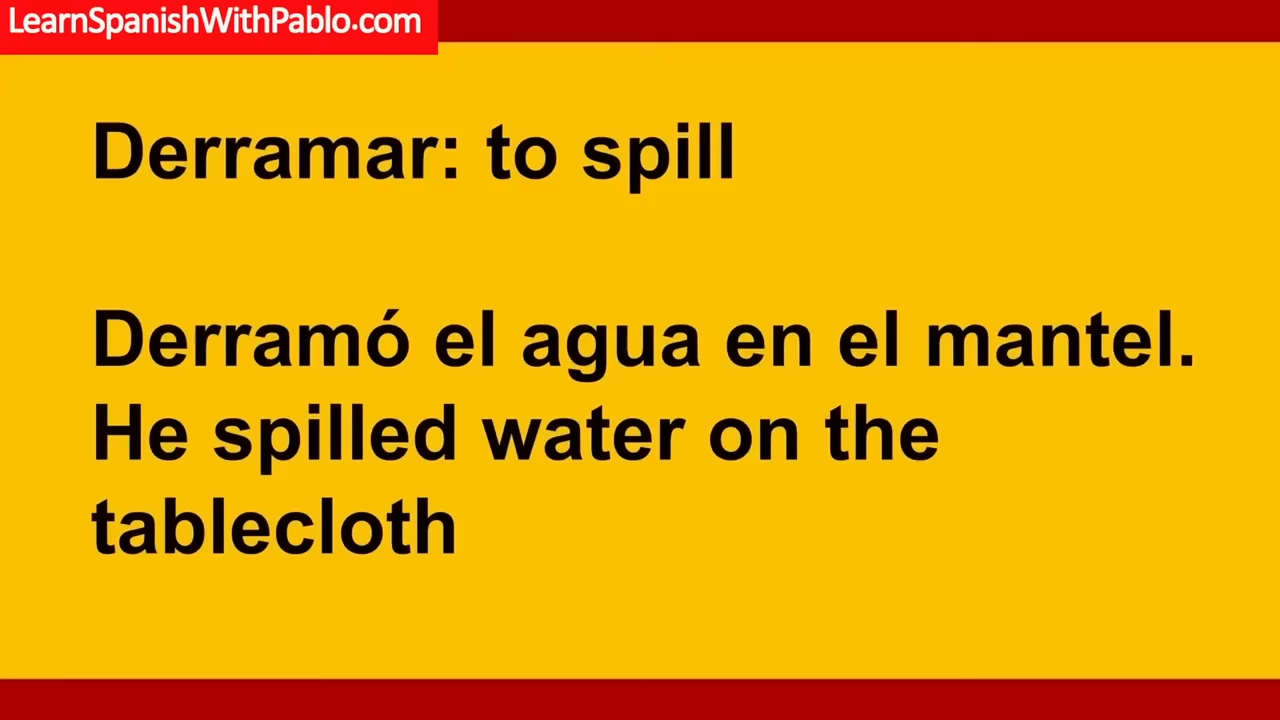 LearnSpanishWithPablo.com
Derramar: to spill
Derramó el agua en el mantel.
He spilled water on the
tablecloth